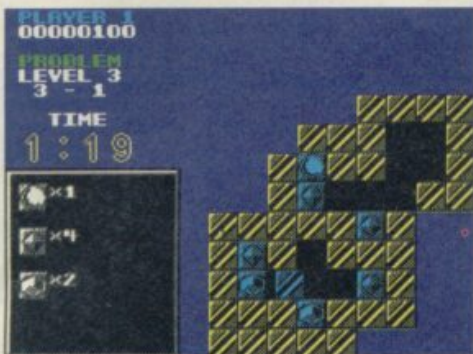 PLAYER 1
00000100
PROBLEM
LEVEL 3
3 - 1
TIME
1:19
×1
×4
×2